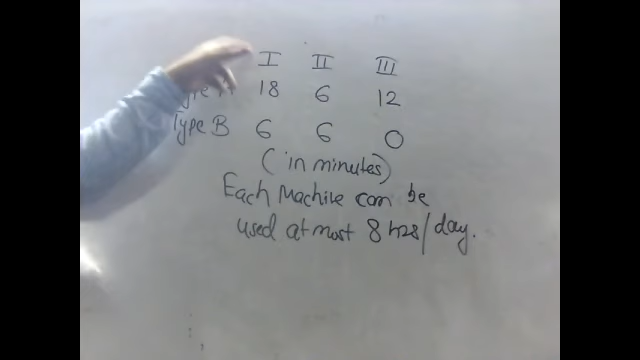 I II III
18 6 12
Type B 6 6 0
(in minutes)
Each Machine can be
used at most 8 hrs/day.